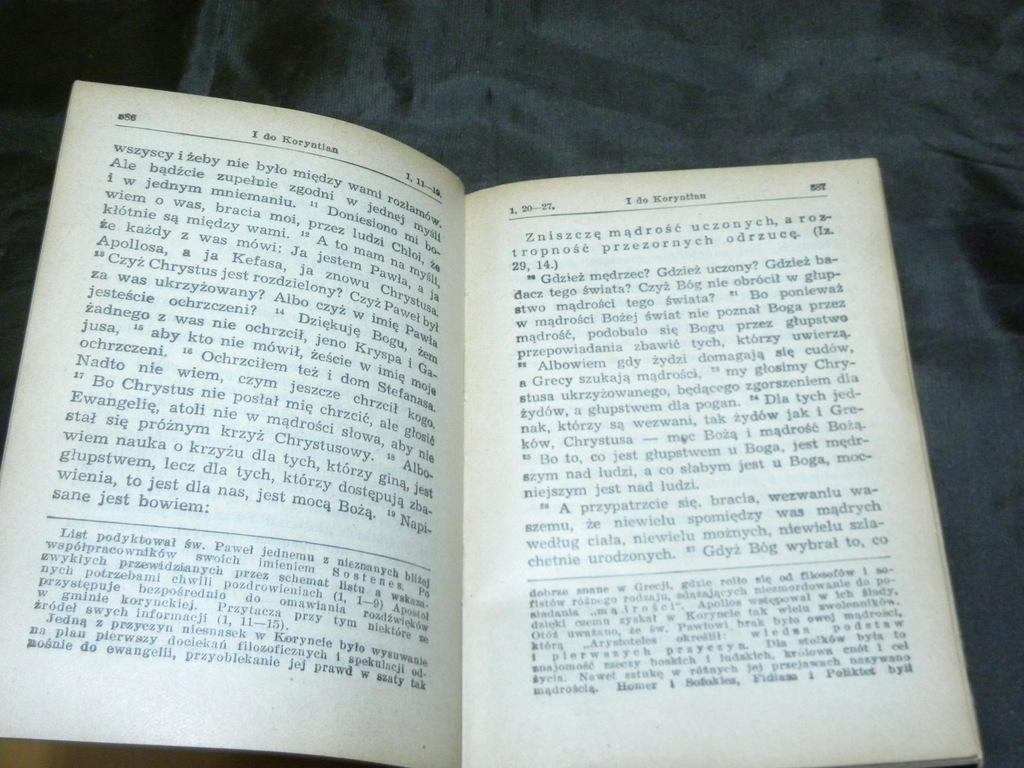 586
I do Koryntian
1, 11—19.
wszyscy i żeby nie było między wami rozłamów.
Ale bądźcie zupełnie zgodni w jednej myśli
i w jednym mniemaniu. ¹¹ Doniesiono mi bo-
wiem o was, bracia moi, przez ludzi Chloi, że
kłótnie są między wami. ¹² A to mam na myśli,
że każdy z was mówi: Ja jestem Pawła, a ja
Apollosa, a ja Kefasa, ja znowu Chrystusa.
¹³ Czyż Chrystus jest rozdzielony? Czyż Paweł był
za was ukrzyżowany? Albo czyż w imię Pawła
jesteście ochrzczeni? ¹⁴ Dziękuję Bogu, żem
żadnego z was nie ochrzcił, jeno Kryspa i Ga-
jusa, ¹⁵ aby kto nie mówił, żeście w imię moje
ochrzczeni. ¹⁶ Ochrzciłem też i dom Stefanasa.
Nadto nie wiem, czym jeszcze chrzcił kogo.
¹⁷ Bo Chrystus nie posłał mię chrzcić, ale głosić
Ewangelię, atoli nie w mądrości słowa, aby nie
stał się próżnym krzyż Chrystusowy. ¹⁸ Albo-
wiem nauka o krzyżu dla tych, którzy giną, jest
głupstwem, lecz dla tych, którzy dostępują zba-
wienia, to jest dla nas, jest mocą Bożą. ¹⁹ Napi-
sane jest bowiem:
List podyktował św. Paweł jednemu z nieznanych bliżej
współpracowników swoich imieniem Sostenes. Po
zwykłych przewidzianych przez schemat listu a wskaza-
nych potrzebami chwili pozdrowieniach (1, 1—9) Apostoł
przystępuje bezpośrednio do omawiania rozdźwięków
w gminie korynckiej. Przytacza przy tym niektóre ze
źródeł swych informacji (1, 11—15).
Jedną z przyczyn niesnasek w Koryncie było wysuwanie
na plan pierwszy dociekań filozoficznych i spekulacji od-
nośnie do ewangelii, przyoblekanie jej prawd w szaty tak
1, 20—27.
I do Koryntian
587
Zniszczę mądrość uczonych, a roz-
tropność przezornych odrzucę. (Iz.
29, 14.)
²⁰ Gdzież mędrzec? Gdzież uczony? Gdzież ba-
dacz tego świata? Czyż Bóg nie obrócił w głup-
stwo mądrości tego świata? ²¹ Bo ponieważ
w mądrości Bożej świat nie poznał Boga przez
mądrość, podobało się Bogu przez głupstwo
przepowiadania zbawić tych, którzy uwierzą.
²² Albowiem gdy żydzi domagają się cudów,
a Grecy szukają mądrości, ²³ my głosimy Chry-
stusa ukrzyżowanego, będącego zgorszeniem dla
żydów, a głupstwem dla pogan. ²⁴ Dla tych jed-
nak, którzy są wezwani, tak żydów jak i Gre-
ków, Chrystusa — moc Bożą i mądrość Bożą.
²⁵ Bo to, co jest głupstwem u Boga, jest mędr-
szym nad ludzi, a co słabym jest u Boga, moc-
niejszym jest nad ludzi.
²⁶ A przypatrzcie się, bracia, wezwaniu wa-
szemu, że niewielu spomiędzy was mądrych
według ciała, niewielu możnych, niewielu szla-
chetnie urodzonych. ²⁷ Gdyż Bóg wybrał to, co
dobrze znane w Grecji, gdzie roiło się od filozofów i so-
fistów różnego rodzaju, zdążających niezmordowanie do po-
siadania „mądrości". Apollos wstępował w ich ślady,
dzięki czemu zyskał w Koryncie tak wielu zwolenników.
Otóż uważano, że św. Pawłowi brak było owej mądrości,
którą „Arystoteles określił: wiedza podstaw
i pierwszych przyczyn. Dla stoików była to
znajomość rzeczy boskich i ludzkich, królowa cnót i cel
życia. Nawet sztukę w różnych jej przejawach nazywano
mądrością. Homer i Sofokles, Fidiasz i Poliklet byli